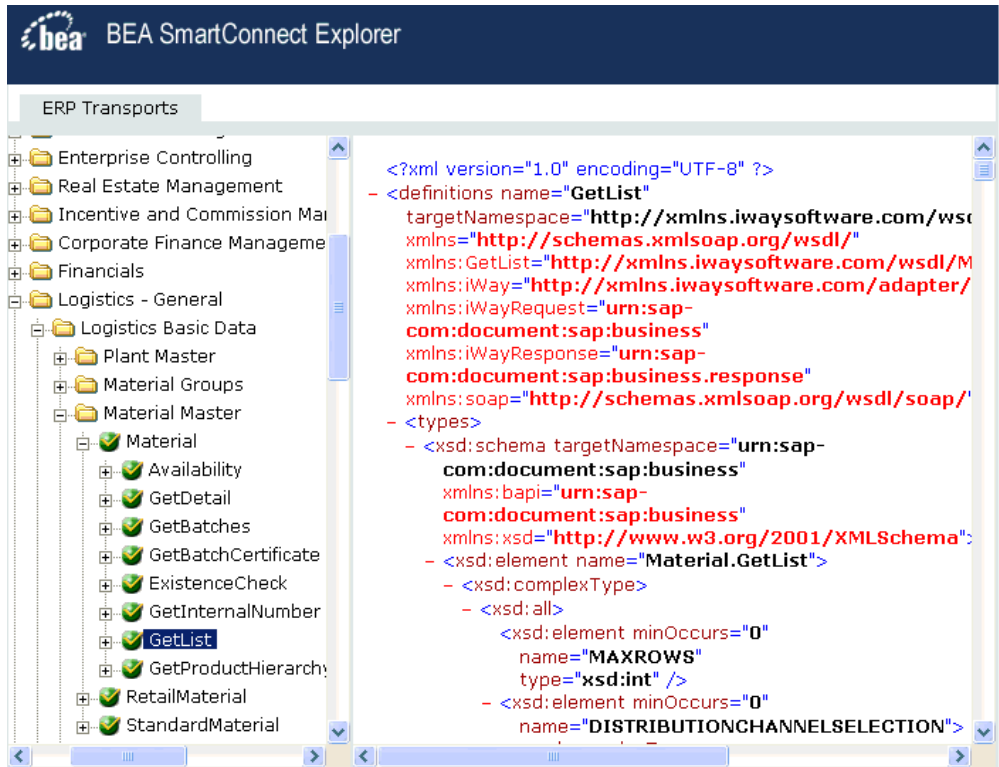 bea BEA SmartConnect Explorer
ERP Transports
Enterprise Controlling
Real Estate Management
Incentive and Commission Mai
Corporate Finance Manageme
Financials
Logistics - General
Logistics Basic Data
Plant Master
Material Groups
Material Master
Material
Availability
GetDetail
GetBatches
GetBatchCertificate
ExistenceCheck
GetInternalNumber
GetList
GetProductHierarchy
RetailMaterial
StandardMaterial
<?xml version="1.0" encoding="UTF-8" ?>
- <definitions name="GetList"
targetNamespace="http://xmlns.iwaysoftware.com/wsd
xmlns="http://schemas.xmlsoap.org/wsdl/"
xmlns:GetList="http://xmlns.iwaysoftware.com/wsdl/M
xmlns:iWay="http://xmlns.iwaysoftware.com/adapter/
xmlns:iWayRequest="urn:sap-
com:document:sap:business"
xmlns:iWayResponse="urn:sap-
com:document:sap:business.response"
xmlns:soap="http://schemas.xmlsoap.org/wsdl/soap/"
- <types>
- <xsd:schema targetNamespace="urn:sap-
com:document:sap:business"
xmlns:bapi="urn:sap-
com:document:sap:business"
xmlns:xsd="http://www.w3.org/2001/XMLSchema">
- <xsd:element name="Material.GetList">
- <xsd:complexType>
- <xsd:all>
<xsd:element minOccurs="0"
name="MAXROWS"
type="xsd:int" />
- <xsd:element minOccurs="0"
name="DISTRIBUTIONCHANNELSELECTION">